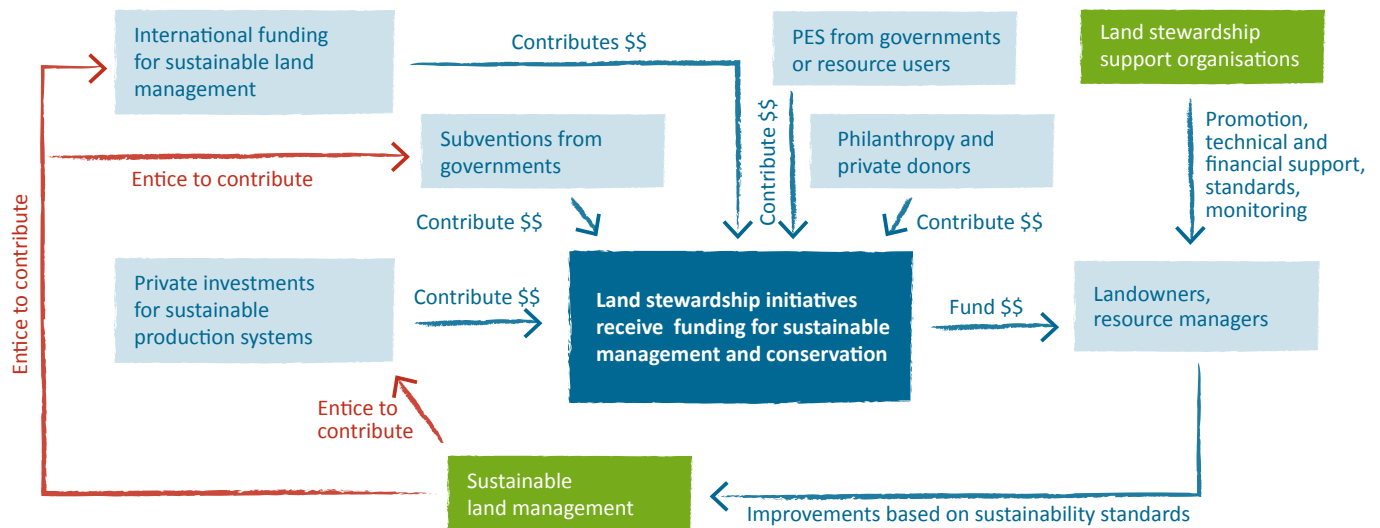 International funding
for sustainable land
management
Contributes $$
PES from governments
or resource users
Land stewardship
support organisations
Subventions from
governments
Contribute $$
Philanthropy and
private donors
Promotion,
technical and
financial support,
standards,
monitoring
Entice to contribute
Contribute $$
Contribute $$
Entice to contribute
Private investments
for sustainable
production systems
Contribute $$
Land stewardship initiatives
receive funding for sustainable
management and conservation
Fund $$
Landowners,
resource managers
Entice to
contribute
Sustainable
land management
Improvements based on sustainability standards